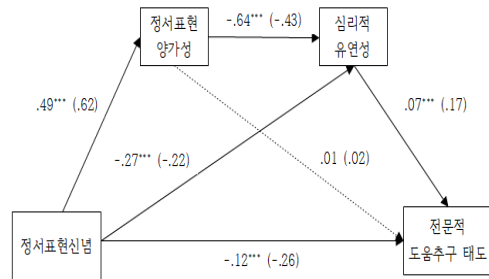 정서표현
양가성
-.64*** (-.43)
심리적
유연성
.49*** (.62)
-.27*** (-.22)
.01 (.02)
.07*** (.17)
정서표현신념
-.12*** (-.26)
전문적
도움추구 태도